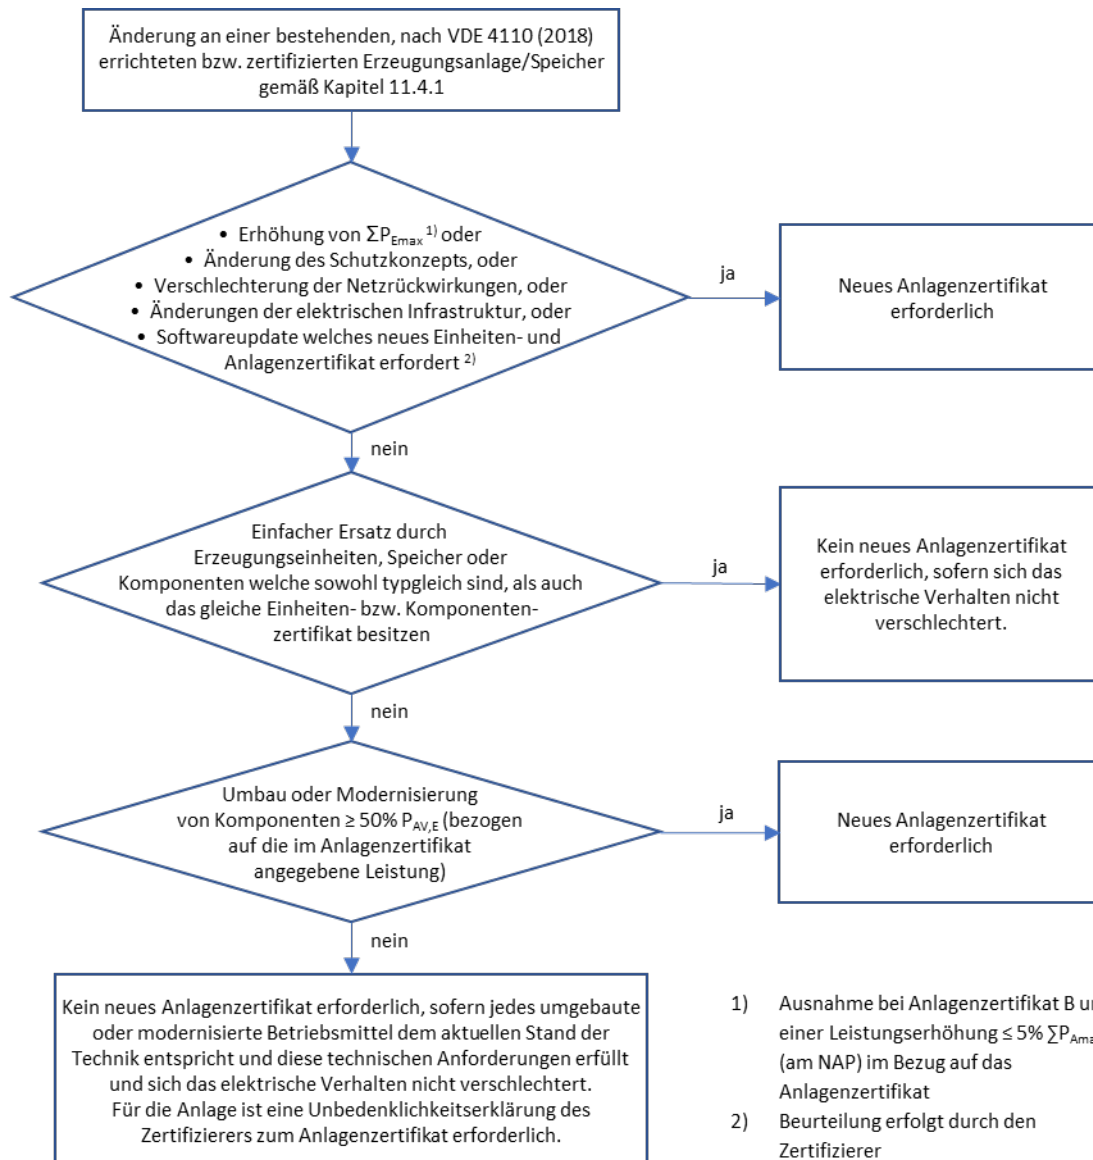 Änderung an einer bestehenden, nach VDE 4110 (2018)
errichteten bzw. zertifizierten Erzeugungsanlage/Speicher
gemäß Kapitel 11.4.1
• Erhöhung von ΣP_Emax ¹⁾ oder
• Änderung des Schutzkonzepts, oder
• Verschlechterung der Netzrückwirkungen, oder
• Änderungen der elektrischen Infrastruktur, oder
• Softwareupdate welches neues Einheiten- und
Anlagenzertifikat erfordert ²⁾
ja
Neues Anlagenzertifikat
erforderlich
nein
Einfacher Ersatz durch
Erzeugungseinheiten, Speicher oder
Komponenten welche sowohl typgleich sind, als auch
das gleiche Einheiten- bzw. Komponenten-
zertifikat besitzen
ja
Kein neues Anlagenzertifikat
erforderlich, sofern sich das
elektrische Verhalten nicht
verschlechtert.
nein
Umbau oder Modernisierung
von Komponenten ≥ 50% P_AV,E (bezogen
auf die im Anlagenzertifikat
angegebene Leistung)
ja
Neues Anlagenzertifikat
erforderlich
nein
Kein neues Anlagenzertifikat erforderlich, sofern jedes umgebaute
oder modernisierte Betriebsmittel dem aktuellen Stand der
Technik entspricht und diese technischen Anforderungen erfüllt
und sich das elektrische Verhalten nicht verschlechtert.
Für die Anlage ist eine Unbedenklichkeitserklärung des
Zertifizierers zum Anlagenzertifikat erforderlich.
1) Ausnahme bei Anlagenzertifikat B
einer Leistungserhöhung ≤ 5%
(am NAP) im Bezug auf das
Anlagenzertifikat
2) Beurteilung erfolgt durch den
Zertifizierer